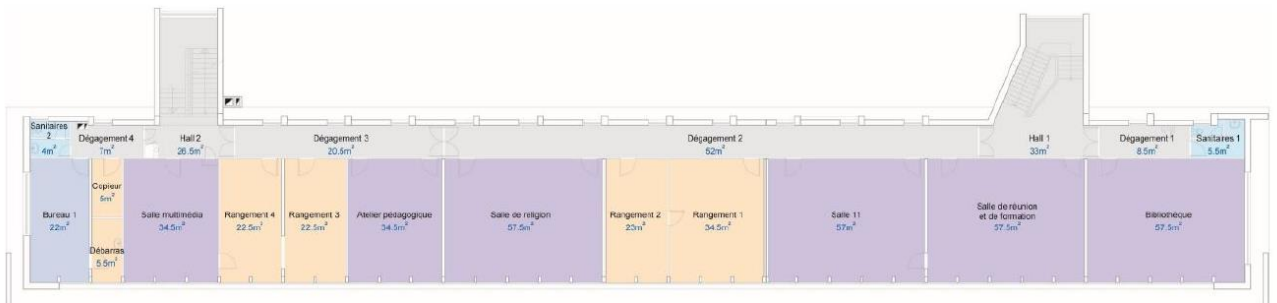 Sanitaires
2
4m²
Dégagement 4
7m²
Hall 2
26.5m²
Dégagement 3
20.5m²
Dégagement 2
52m²
Hall 1
33m²
Dégagement 1
8.5m²
Sanitaires 1
5.5m²
Bureau 1
22m²
Copieur
5m²
Débarras
5.5m²
Salle multimédia
34.5m²
Rangement 4
22.5m²
Rangement 3
22.5m²
Atelier pédagogique
34.5m²
Salle de religion
57.5m²
Rangement 2
23m²
Rangement 1
34.5m²
Salle 11
57m²
Salle de réunion
et de formation
57.5m²
Bibliothèque
57.5m²